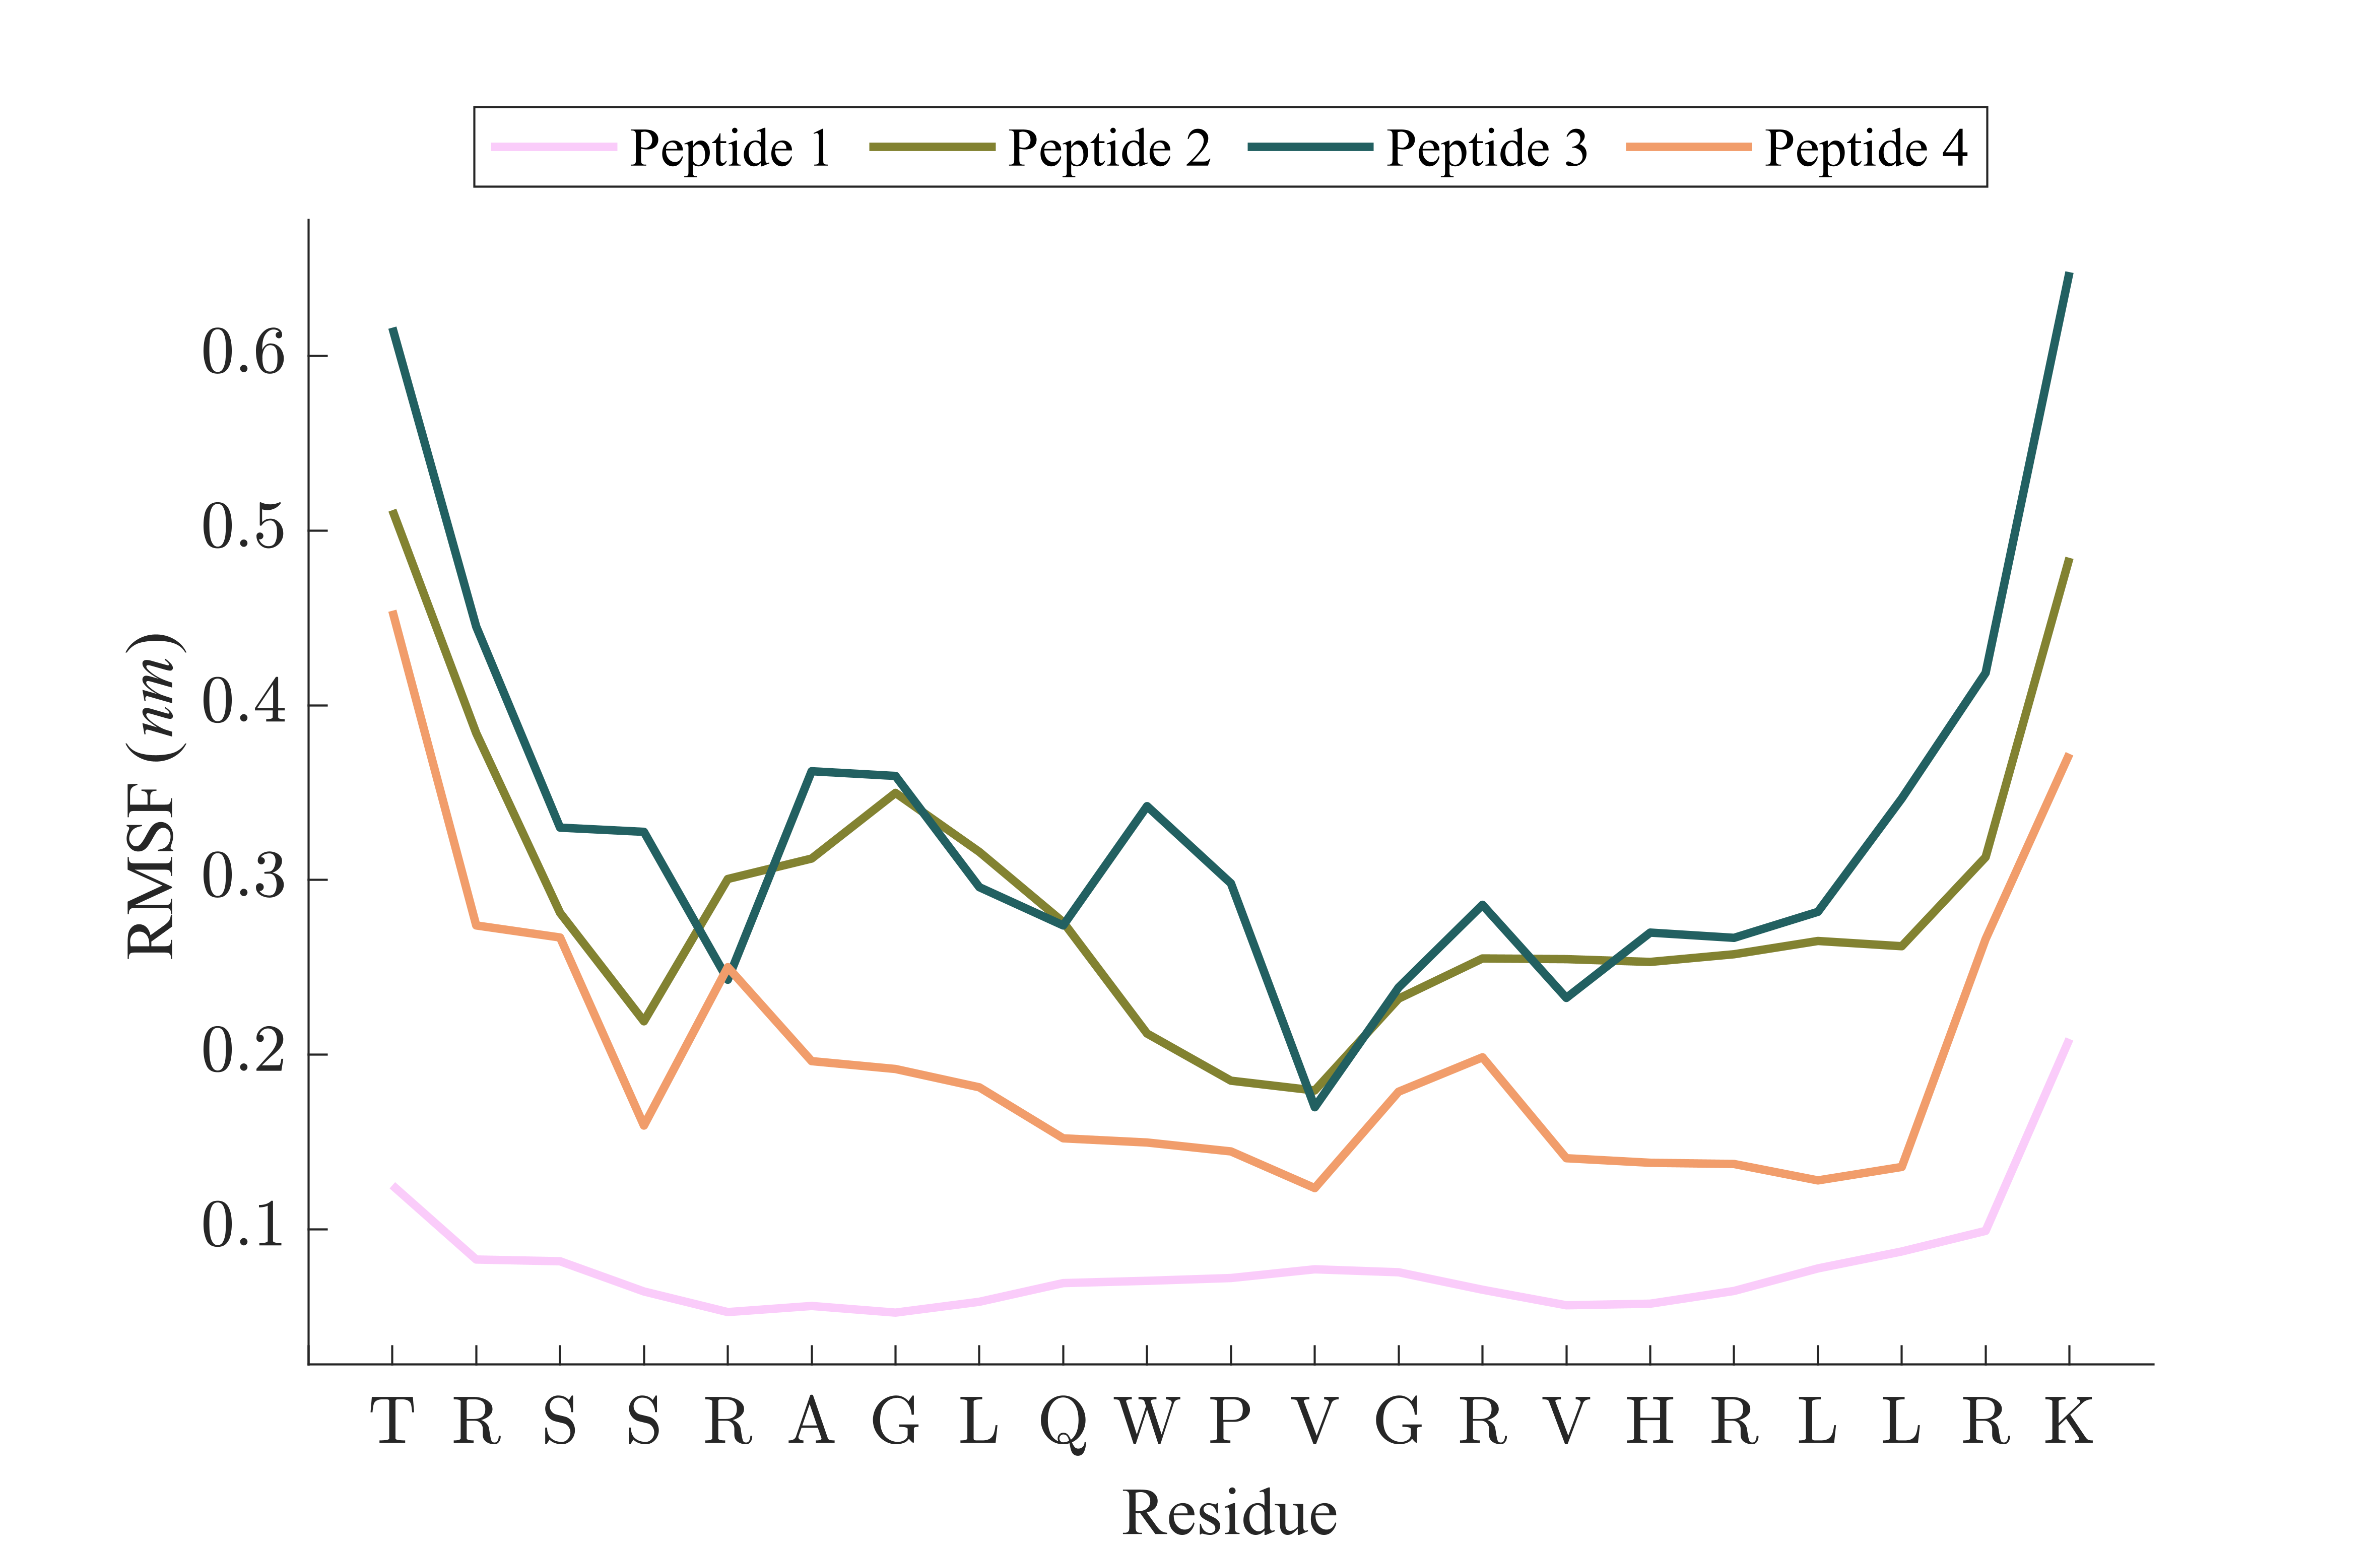 Peptide 1 Peptide 2 Peptide 3 Peptide 4
0.6
0.5
0.4
0.3
0.2
0.1
RMSF (nm)
T R S S R A G L Q W P V G R V H R L L R K
Residue